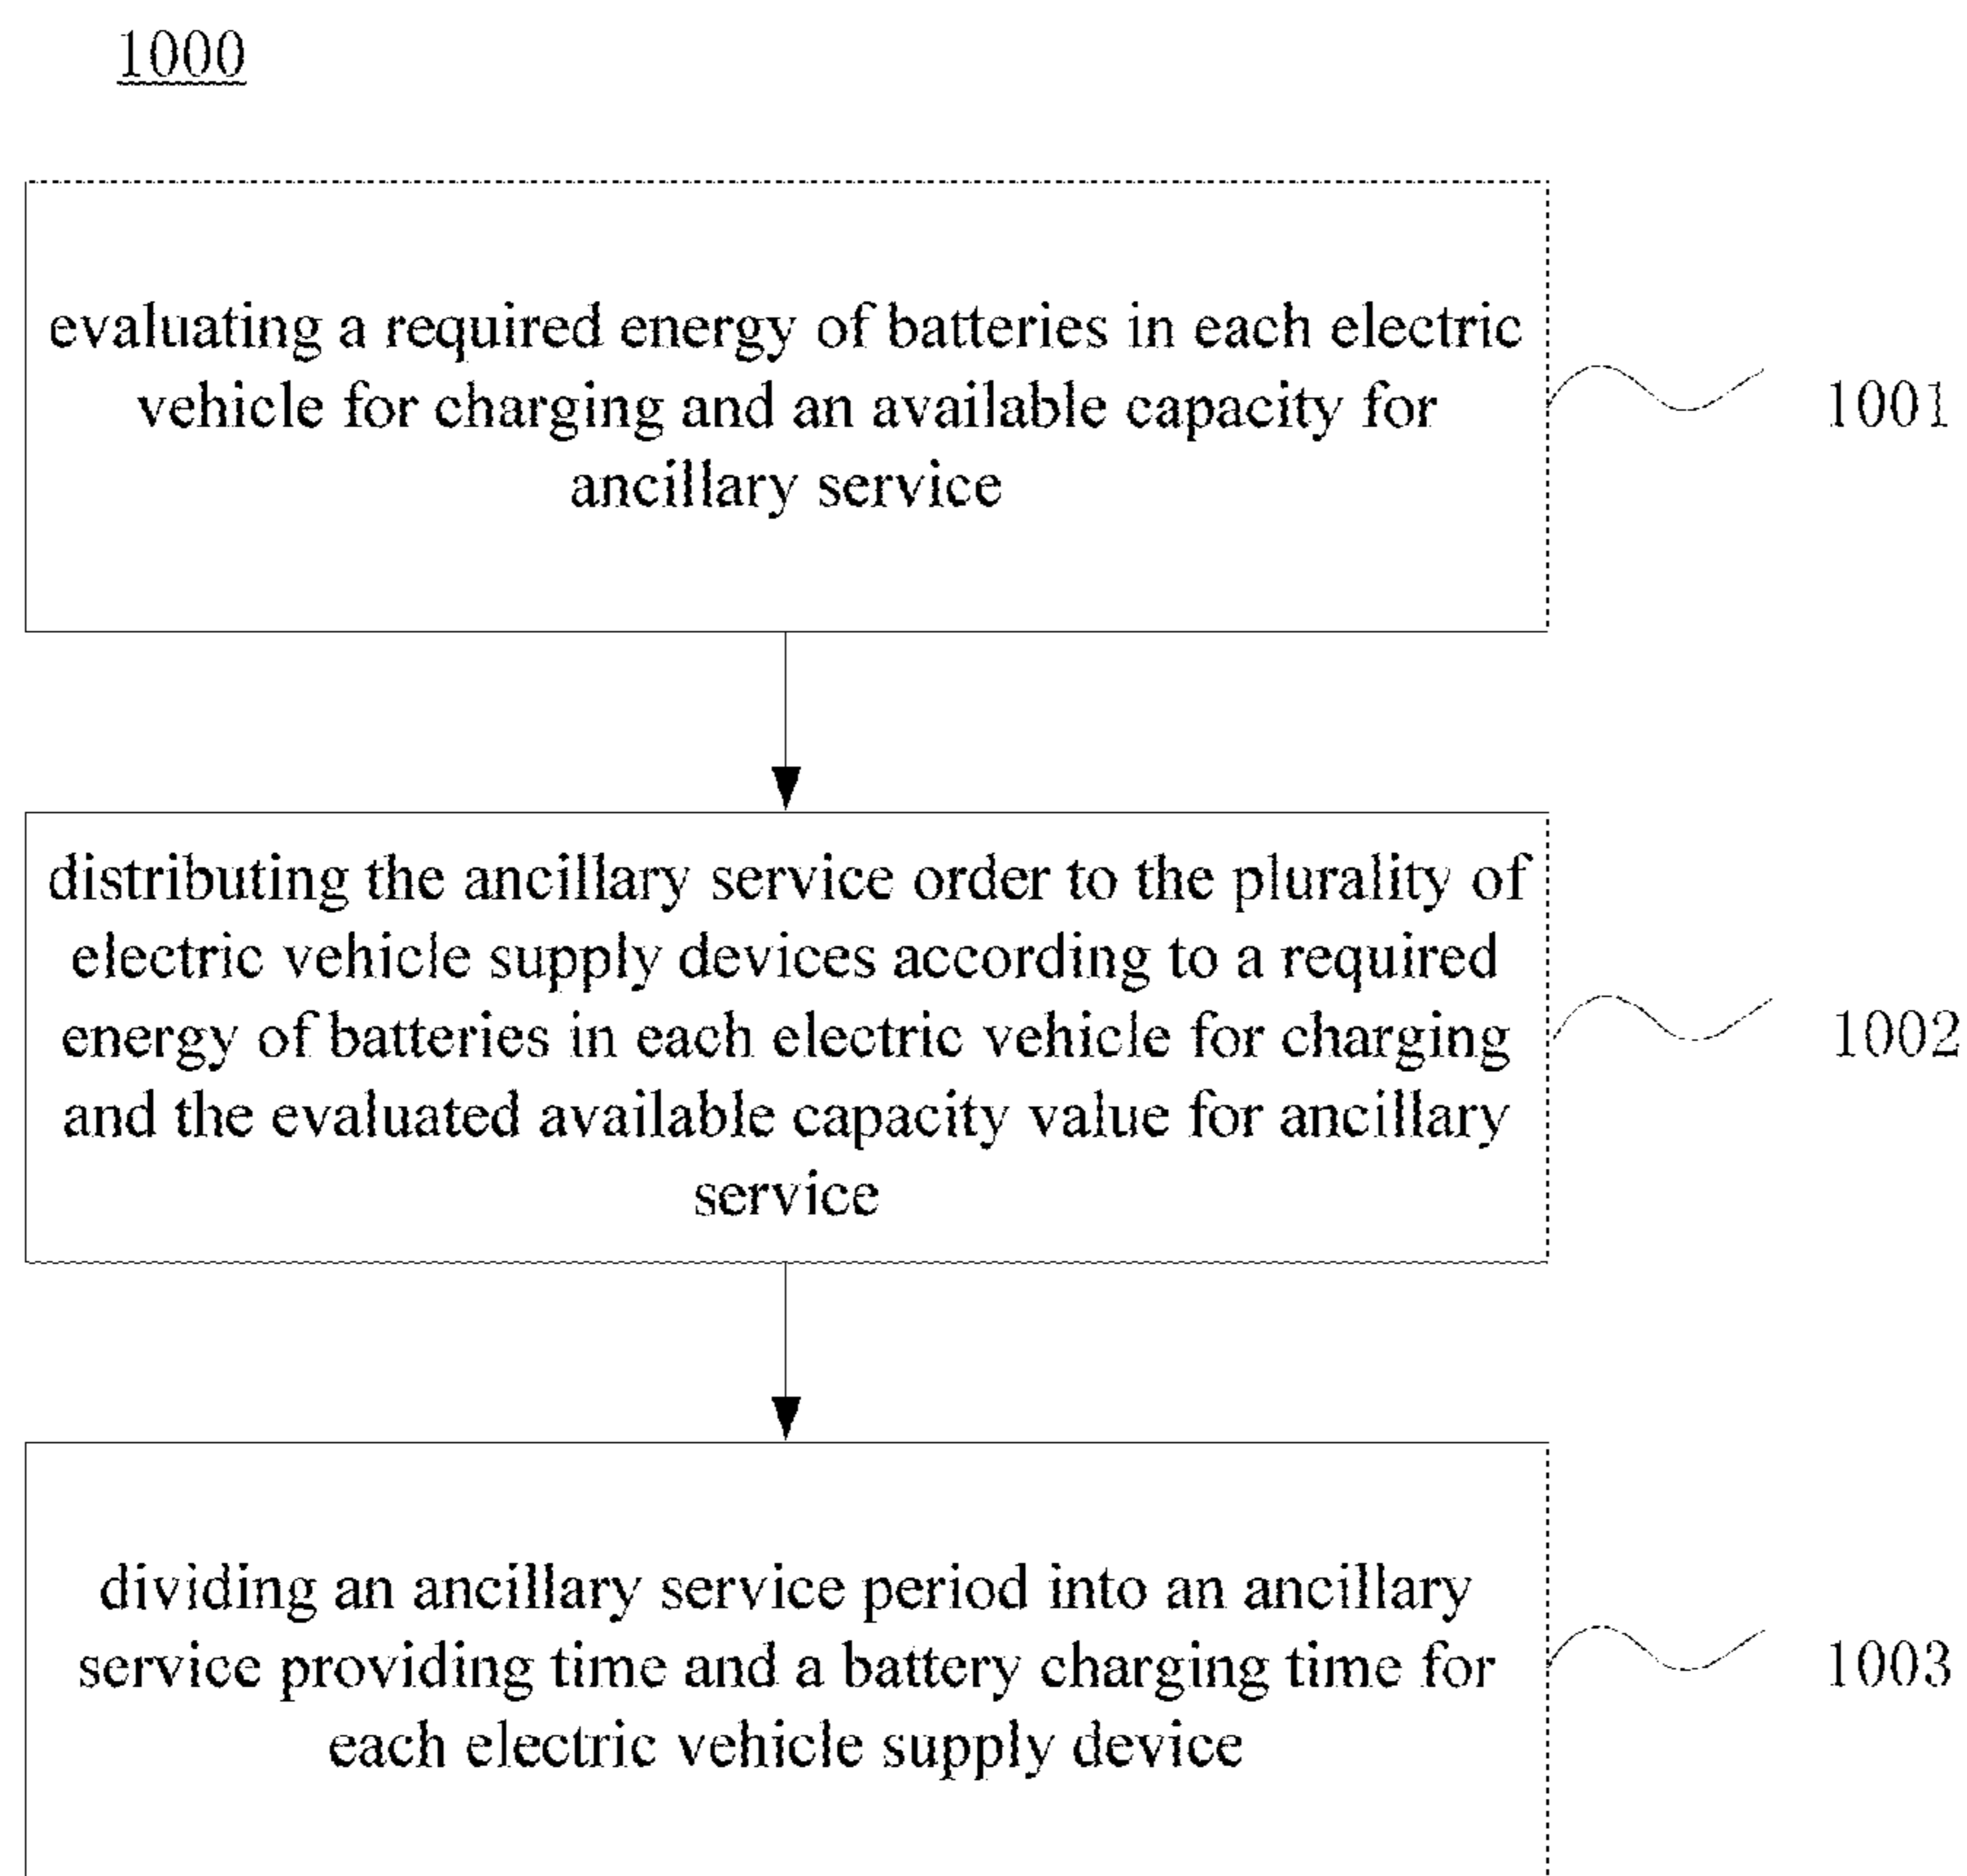 1000
evaluating a required energy of batteries in each electric
vehicle for charging and an available capacity for
ancillary service
1001
distributing the ancillary service order to the plurality of
electric vehicle supply devices according to a required
energy of batteries in each electric vehicle for charging
and the evaluated available capacity value for ancillary
service
1002
dividing an ancillary service period into an ancillary
service providing time and a battery charging time for
each electric vehicle supply device
1003